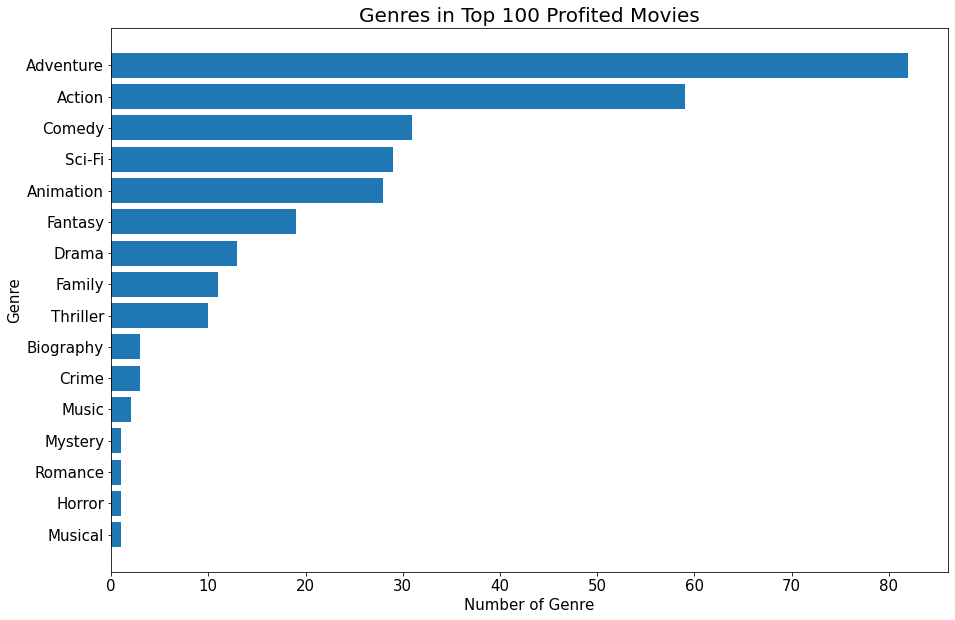 Genres in Top 100 Profited Movies
Genre
Adventure
Action
Comedy
Sci-Fi
Animation
Fantasy
Drama
Family
Thriller
Biography
Crime
Music
Mystery
Romance
Horror
Musical
0 10 20 30 40 50 60 70 80
Number of Genre